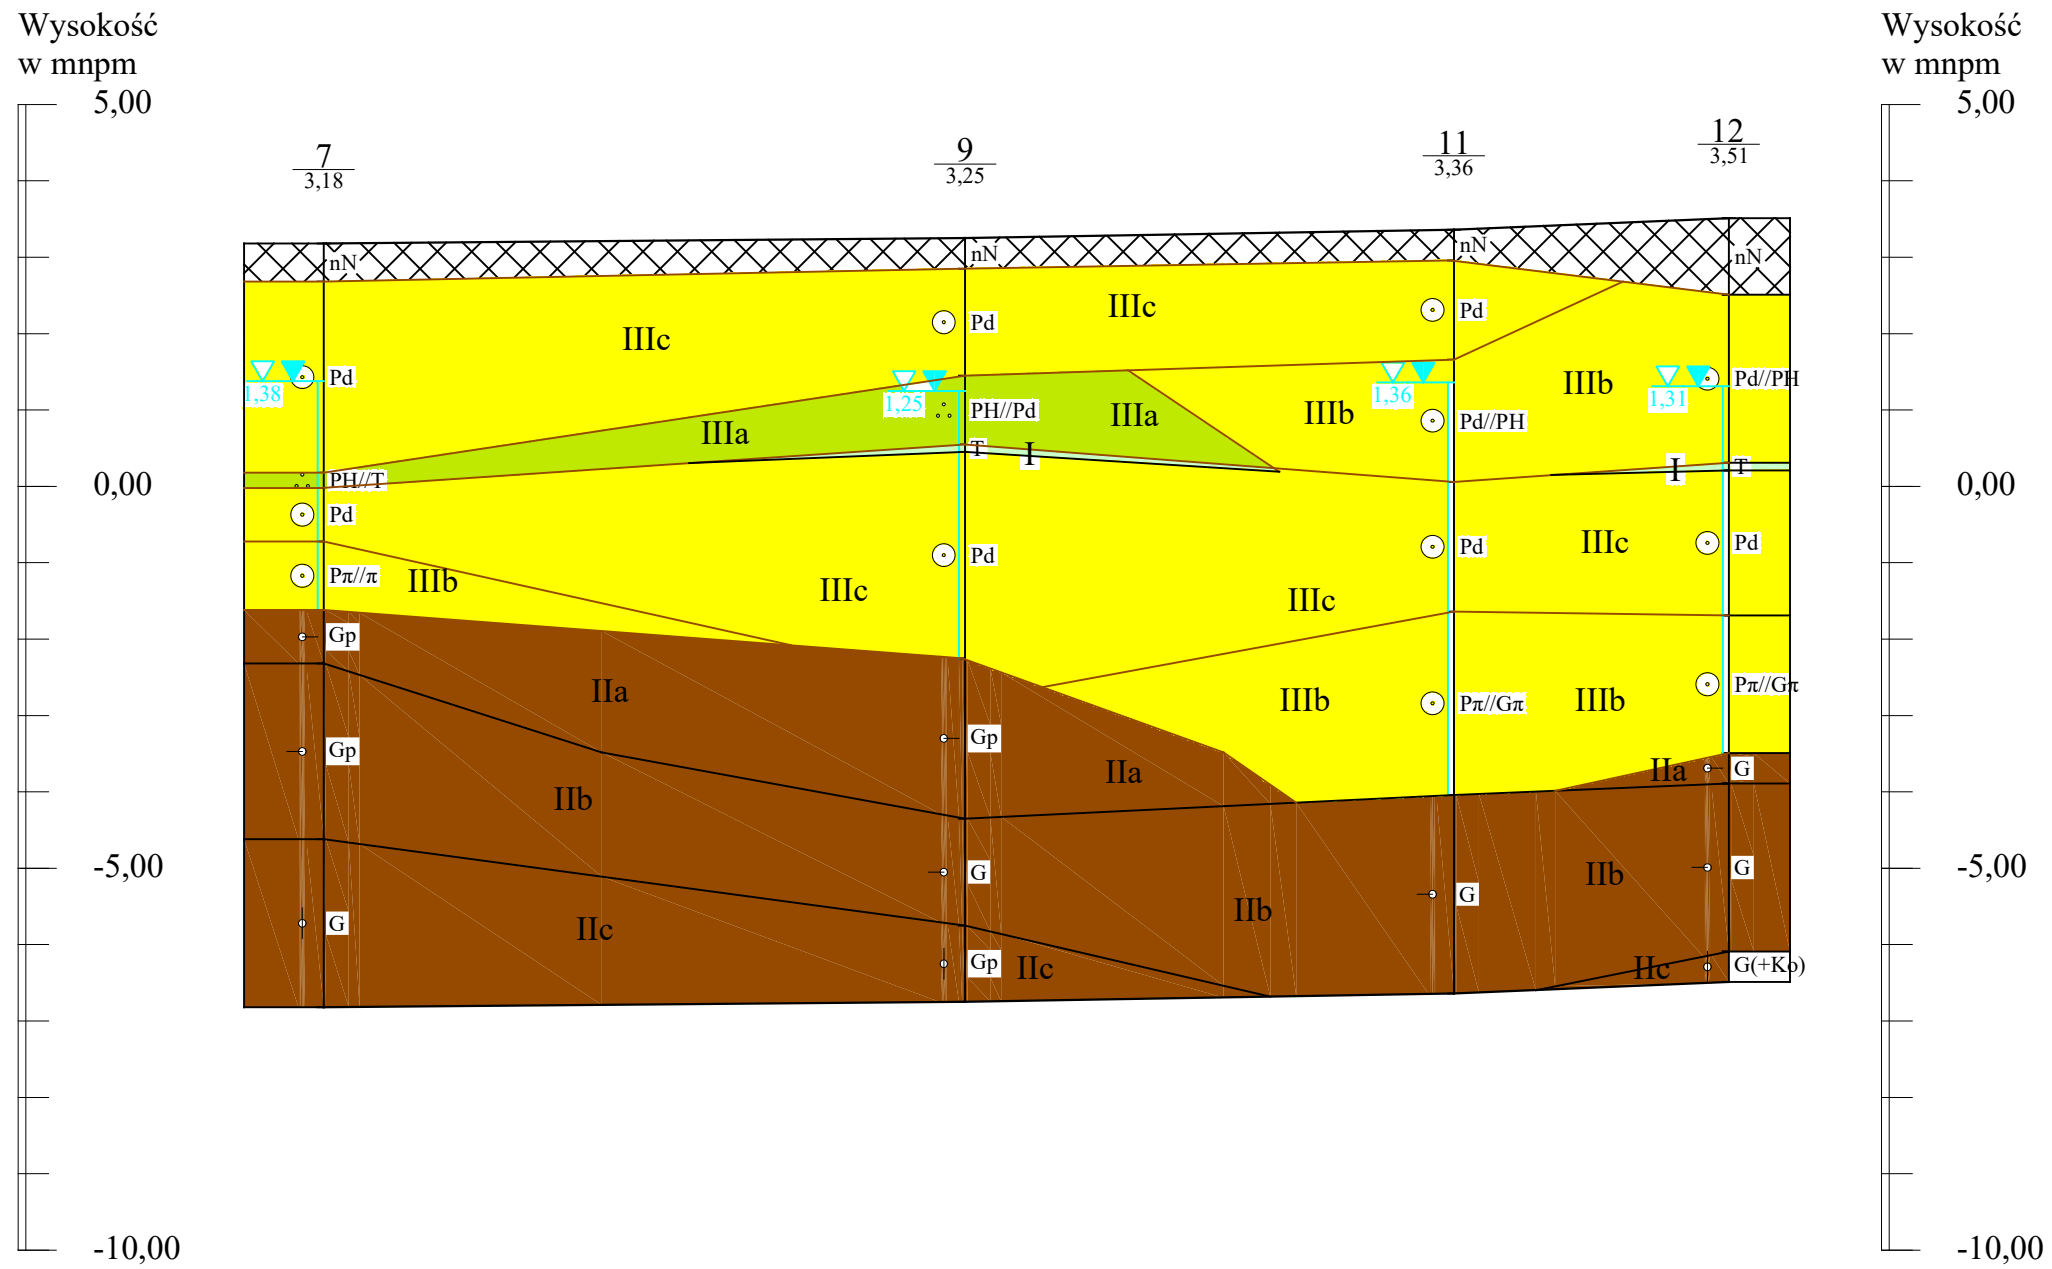 Wysokość
w mnpm
Wysokość
w mnpm
5,00
5,00
7
3,18
9
3,25
11
3,36
12
3,51
nN
nN
nN
nN
IIIc
IIIc
Pd
Pd
Pd
1,38
Pd
1,25
1,36
1,31
IIIb
Pd//PH
PH//Pd
IIIa
IIIa
IIIb
Pd//PH
T
I
I
T
0,00
PH//T
0,00
Pd
Pd
Pd
IIIc
Pd
Pπ//π
IIIb
IIIc
IIIc
Gp
IIa
IIIb
Pπ//Gπ
IIIb
Pπ//Gπ
Gp
Gp
IIa
IIa
G
IIb
-5,00
G
G
IIb
G
-5,00
G
IIc
IIb
Gp
IIc
IIc
G(+Ko)
-10,00
-10,00